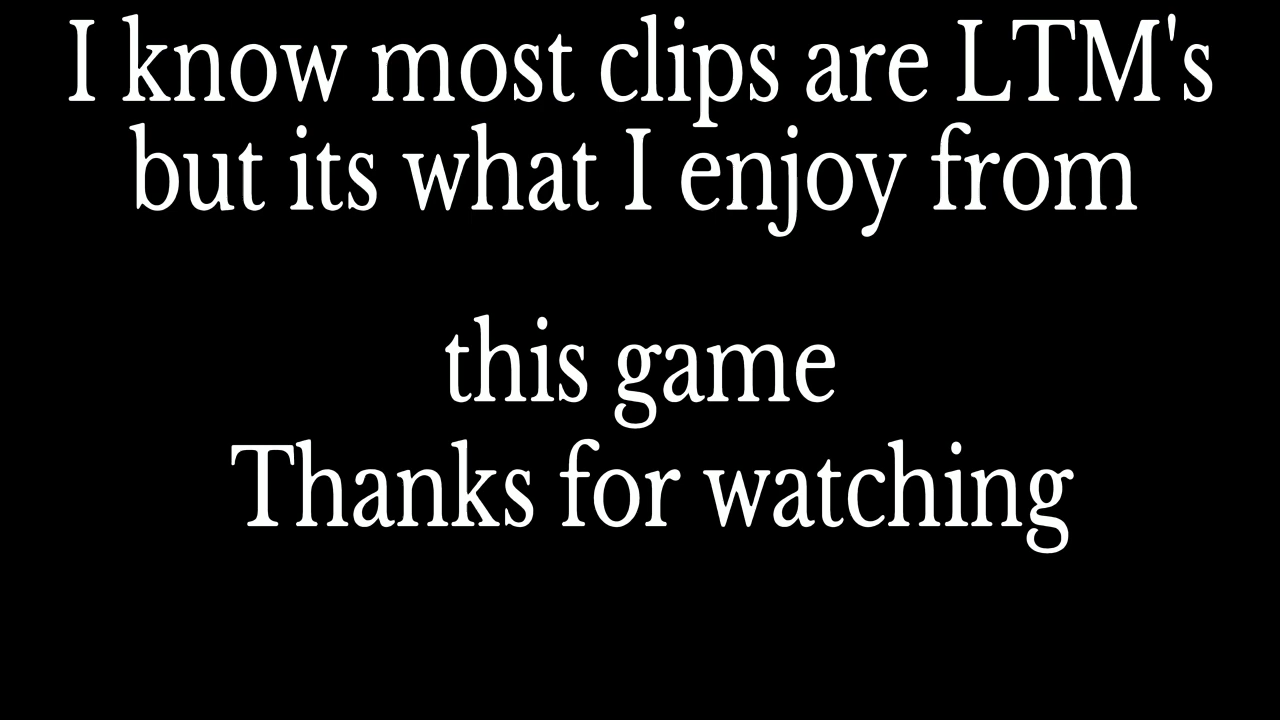 I know most clips are LTM's
but its what I enjoy from
this game
Thanks for watching